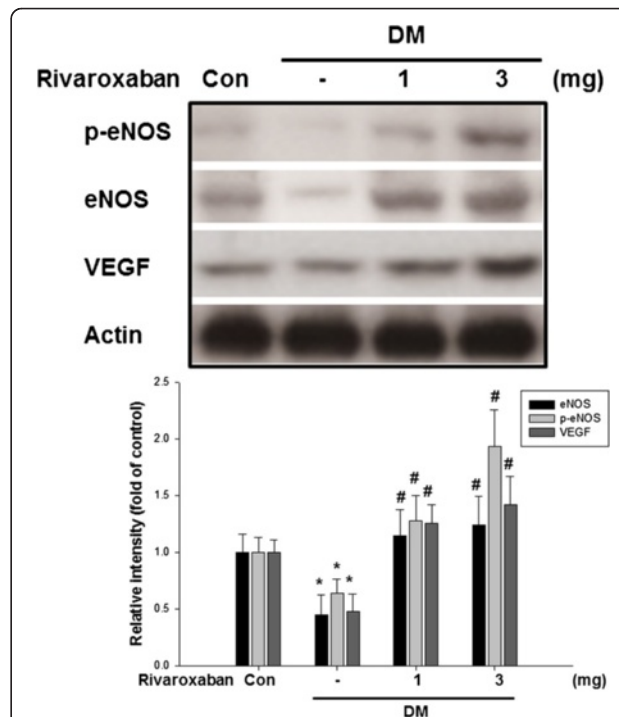 DM
Rivaroxaban Con - 1 3 (mg)
p-eNOS
eNOS
VEGF
Actin
Relative intensity (fold of control)
2.5
2.0
1.5
1.0
0.5
0.0
eNOS
p-eNOS
VEGF
* * *
# # #
# # #
Rivaroxaban Con - 1 3 (mg)
DM